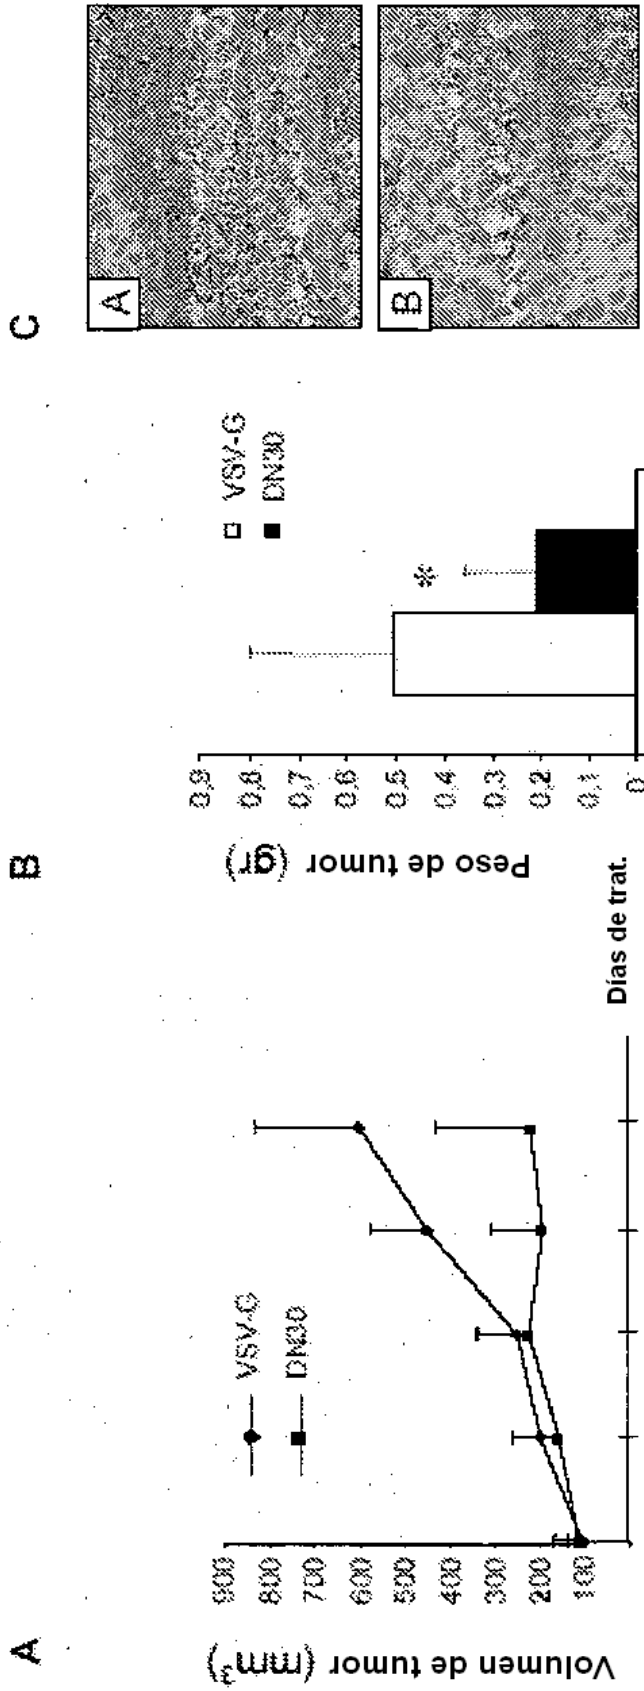 A
Volumen de tumor (mm³)
900
800
700
600
500
400
300
200
100
VSV-G
DN30
Días de trat.
B
Peso de tumor (gr)
0,9
0,8
0,7
0,6
0,5
0,4
0,3
0,2
0,1
0
*
VSV-G
DN30
C
A
B